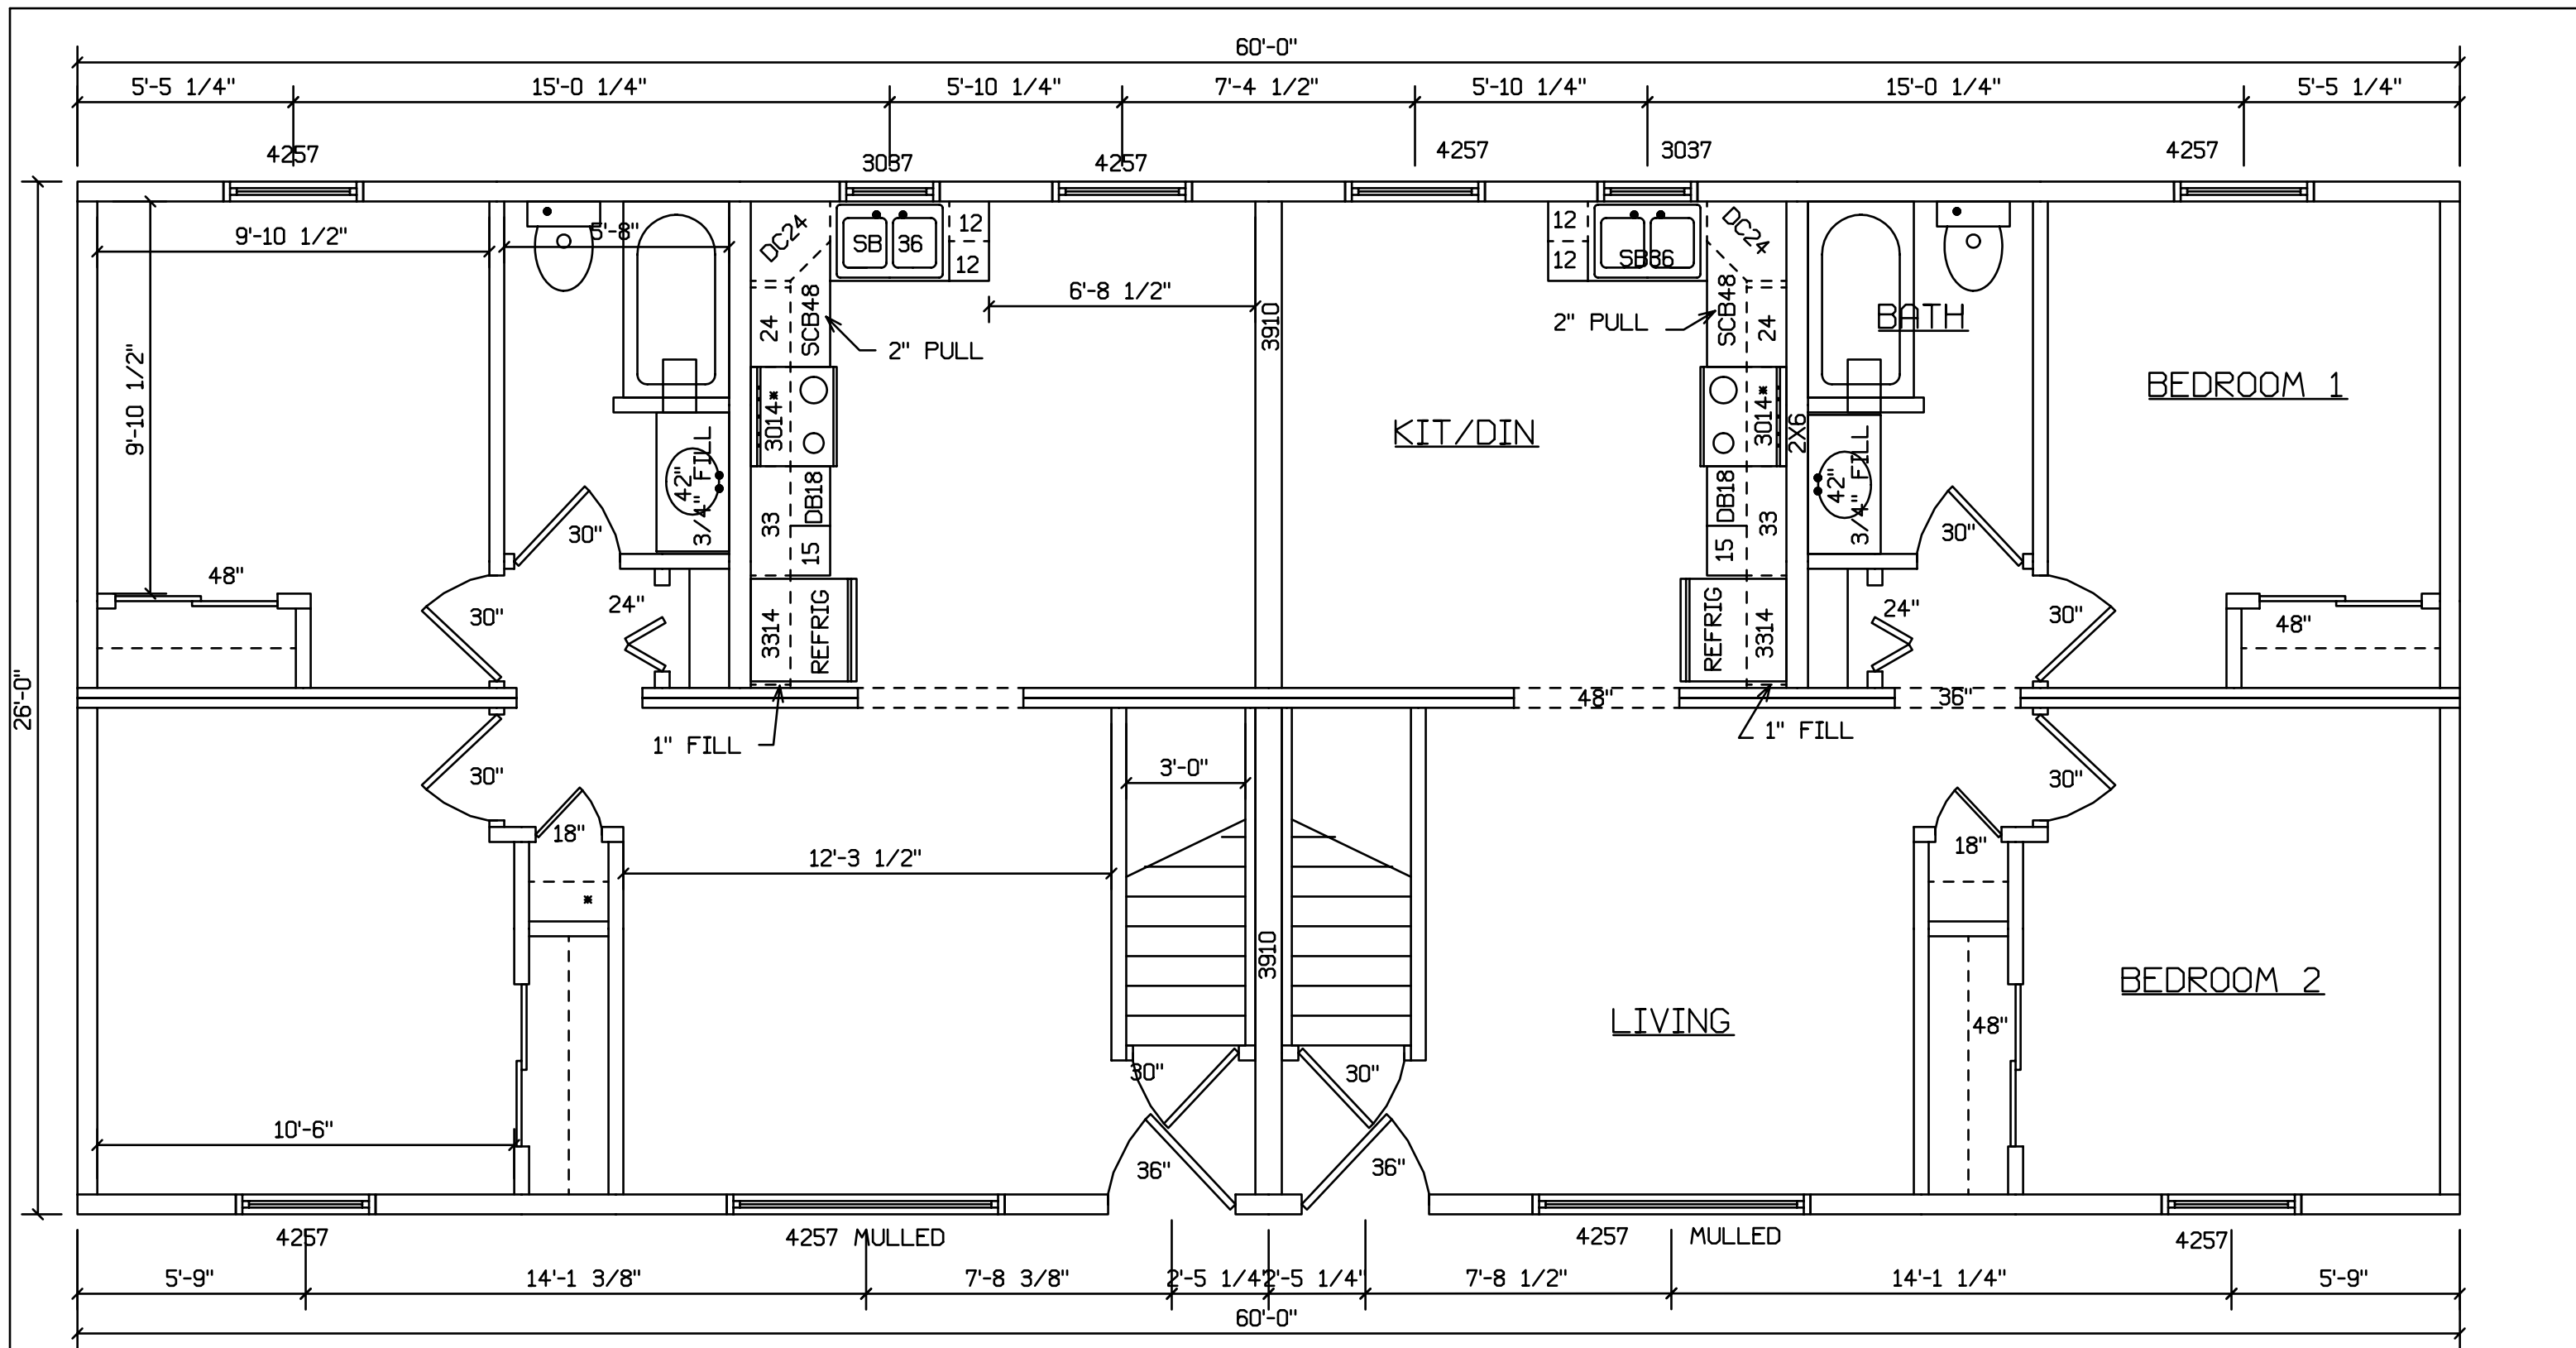 60'-0"
5'-5 1/4" 15'-0 1/4" 5'-10 1/4" 7'-4 1/2" 5'-10 1/4" 15'-0 1/4" 5'-5 1/4"
4257 3037 4257 4257 3037 4257
9'-10 1/2" 5'-8" DC24 SB 36 12 12 12 SB36 DC24
12 12
6'-8 1/2"
9'-10 1/2"
24 SCB48 3910 SCB48 24
2" PULL 2" PULL
BATH
BEDROOM 1
3014* KIT/DIN 3014* 2X6
42" 3/4" FILL 42" 3/4" FILL
33 DB18 DB18 33
15 15
30" 30"
48" 48"
30" 24" 24" 30"
3314 REFRIG REFRIG 3314
26'-0"
48" 36"
1" FILL 1" FILL
3'-0"
30" 30"
18" 18"
12'-3 1/2"
*
3910
BEDROOM 2
LIVING
48"
30" 30"
10'-6"
36" 36"
4257 4257 MULLED 4257 MULLED 4257
5'-9" 14'-1 3/8" 7'-8 3/8" 2'-5 1/4" 2'-5 1/4" 7'-8 1/2" 14'-1 1/4" 5'-9"
60'-0"